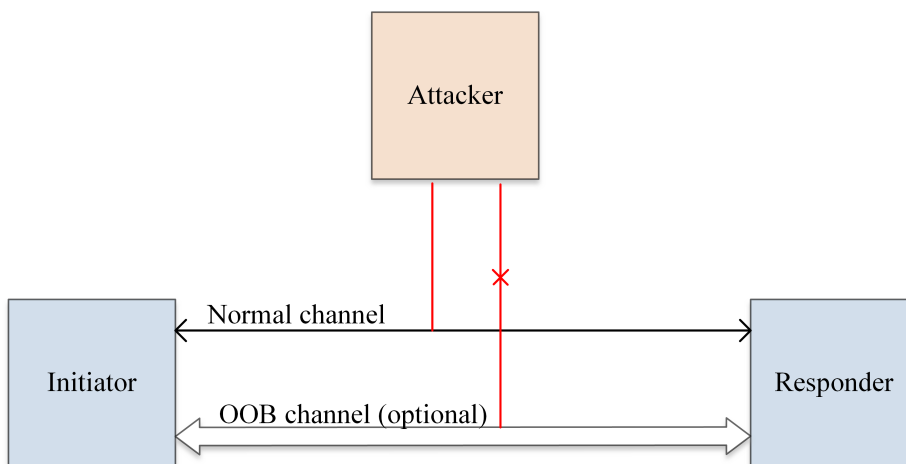 Attacker
Normal channel
Initiator
Responder
OOB channel (optional)